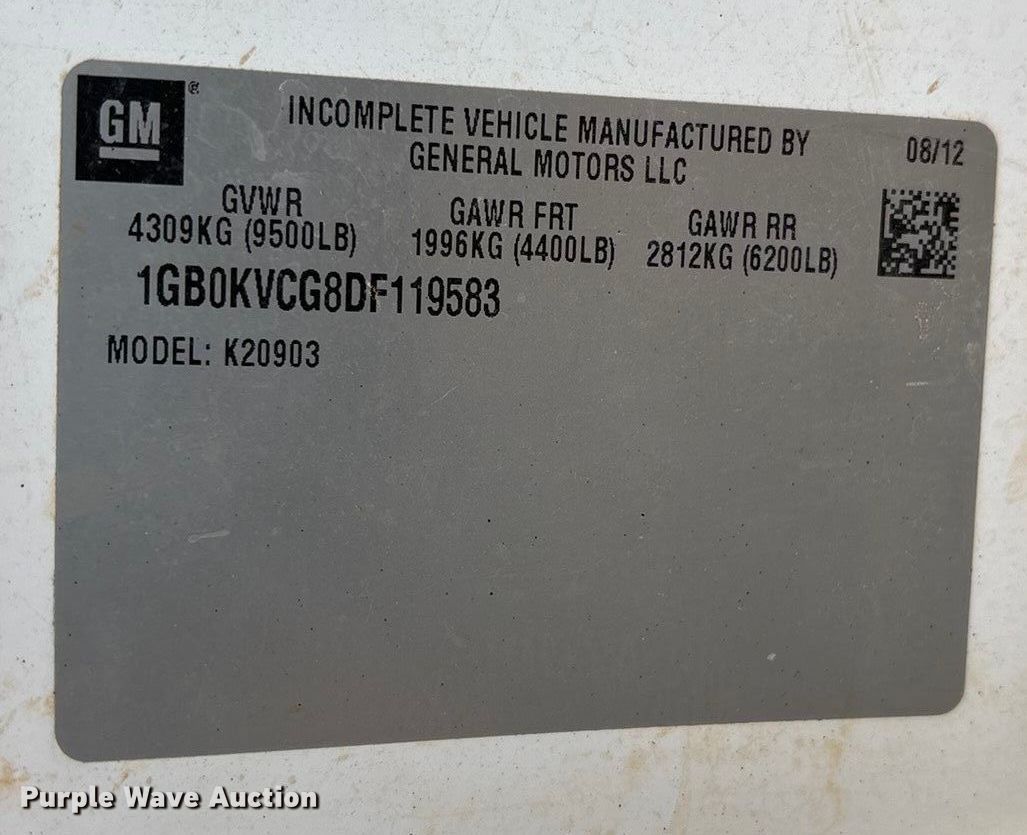 GM®
INCOMPLETE VEHICLE MANUFACTURED BY
GENERAL MOTORS LLC
08/12
GVWR
4309KG (9500LB)
GAWR FRT
1996KG (4400LB)
GAWR RR
2812KG (6200LB)
1GB0KVCG8DF119583
MODEL: K20903
Purple Wave Auction